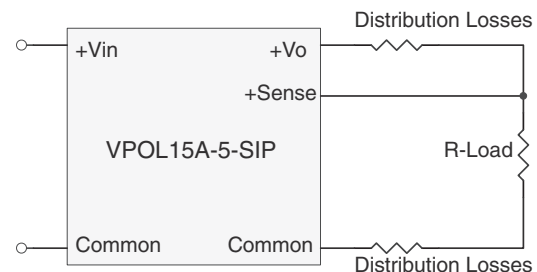 Distribution Losses
+Vin
+Vo
+Sense
VPOL15A-5-SIP
R-Load
Common
Common
Distribution Losses